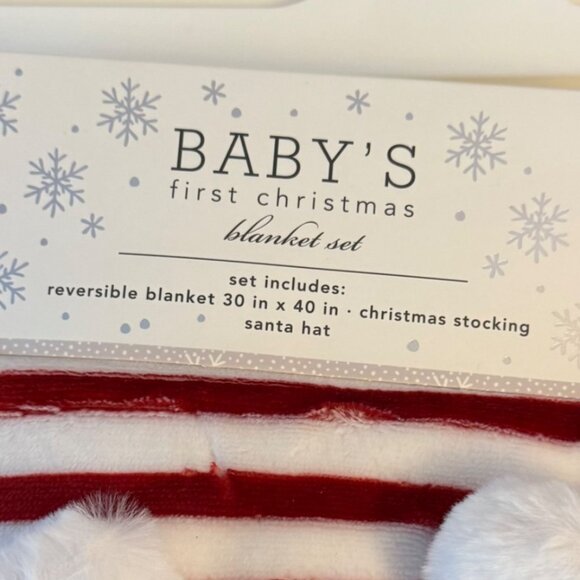 BABY'S
first christmas
blanket set
set includes:
reversible blanket 30 in x 40 in · christmas stocking
santa hat